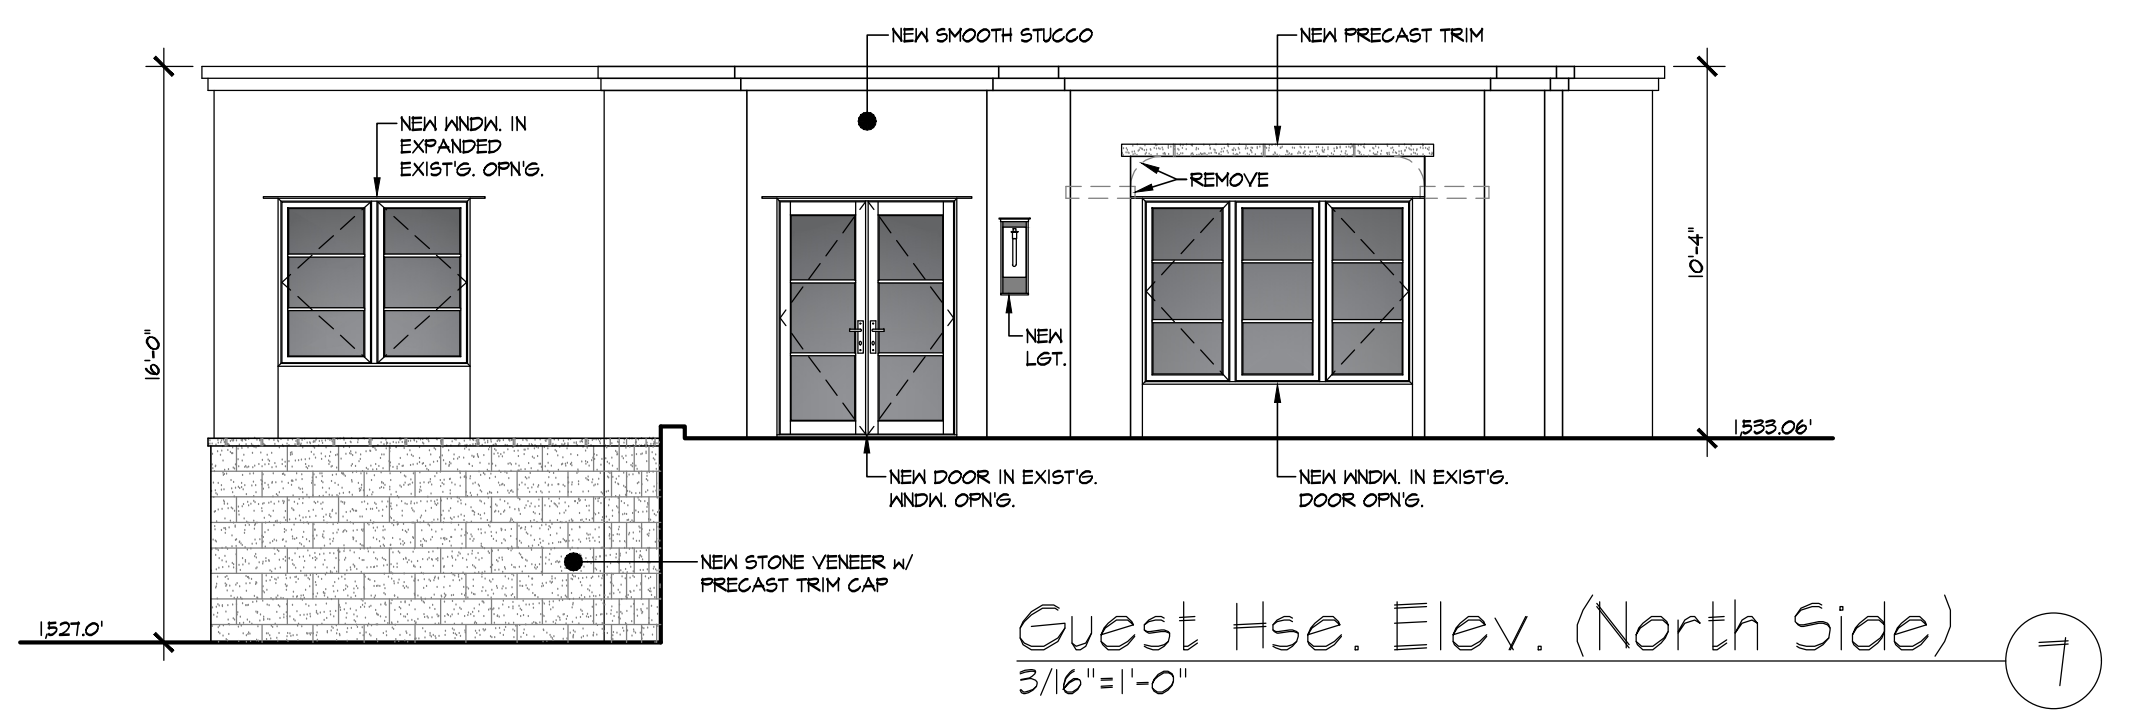 NEW SMOOTH STUCCO
NEW PRECAST TRIM
NEW WNDW. IN
EXPANDED
EXIST'G. OPN'G.
REMOVE
NEW
LGT.
16'-0"
10'-4"
1,533.06'
NEW DOOR IN EXIST'G.
WNDW. OPN'G.
NEW WNDW. IN EXIST'G.
DOOR OPN'G.
NEW STONE VENEER w/
PRECAST TRIM CAP
1,527.0'
Guest Hse. Elev. (North Side)
7
3/16"=1'-0"